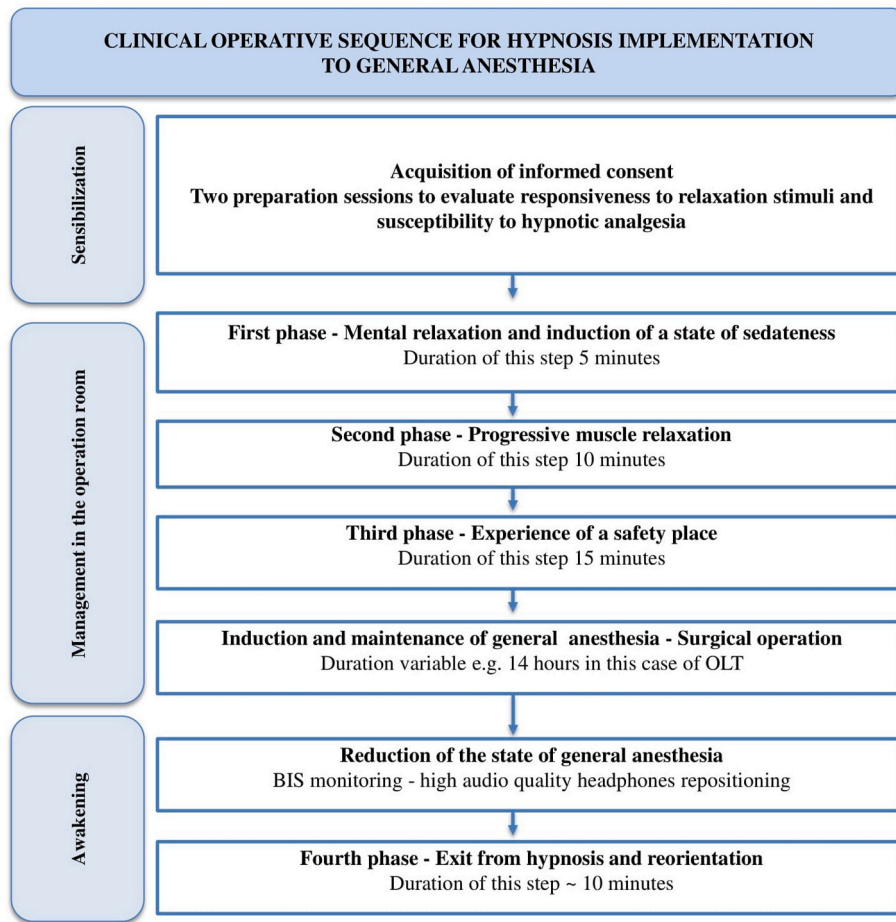 CLINICAL OPERATIVE SEQUENCE FOR HYPNOSIS IMPLEMENTATION
TO GENERAL ANESTHESIA
Sensibilization
Acquisition of informed consent
Two preparation sessions to evaluate responsiveness to relaxation stimuli and
susceptibility to hypnotic analgesia
Management in the operation room
First phase - Mental relaxation and induction of a state of sedateness
Duration of this step 5 minutes
Second phase - Progressive muscle relaxation
Duration of this step 10 minutes
Third phase - Experience of a safety place
Duration of this step 15 minutes
Induction and maintenance of general anesthesia - Surgical operation
Duration variable e.g. 14 hours in this case of OLT
Awakening
Reduction of the state of general anesthesia
BIS monitoring - high audio quality headphones repositioning
Fourth phase - Exit from hypnosis and reorientation
Duration of this step ~ 10 minutes